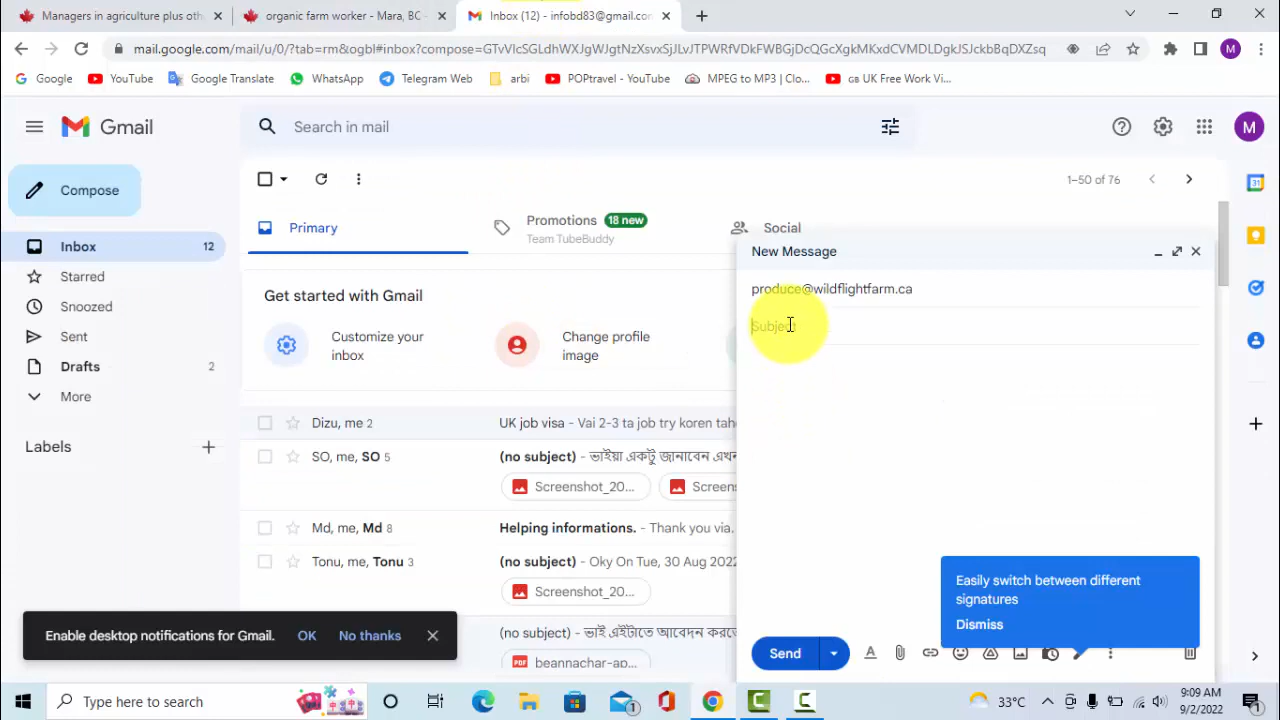 Managers in agriculture plus oth
organic farm worker - Mara, BC -
Inbox (12) - infobd83@gmail.com
mail.google.com/mail/u/0/?tab=rm&ogbl#inbox?compose=
Google
YouTube
Google Translate
WhatsApp
Telegram Web
arbi
POPtravel - YouTube
MPEG to MP3 | Clo...
GB UK Free Work Vi...
M
Gmail
Search in mail
M
Compose
1–50 of 76
Inbox 12
Primary
Promotions 18 new
Team TubeBuddy
Social
Starred
Snoozed
Sent
Drafts 2
More
Labels
Get started with Gmail
Customize your
inbox
Change profile
image
New Message
produce@wildflightfarm.ca
Subject
Dizu, me 2 UK job visa - Vai 2-3 ta job try koren tah
SO, me, SO 5 (no subject) - ভাইয়া একটু জানাবেন এখ
Screenshot_20... Screens
Md, me, Md 8 Helping informations. - Thank you via.
Tonu, me, Tonu 3 (no subject) - Oky On Tue, 30 Aug 2022
Screenshot_20...
(no subject) - ভাই এইটাতে আবেদন করতে
PDF beannachar-ap...
Easily switch between different
signatures
Dismiss
Enable desktop notifications for Gmail. OK No thanks
Send
Type here to search
33°C
9:09 AM
9/2/2022